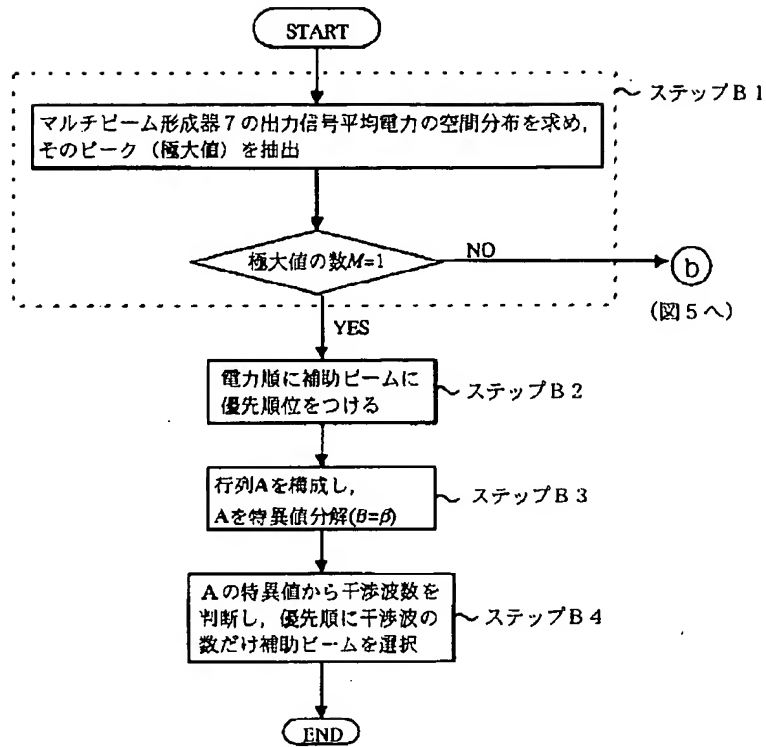 START
～ステップB1
マルチビーム形成器7の出力信号平均電力の空間分布を求め,
そのピーク（極大値）を抽出
極大値の数M=1
NO
b
(図5へ)
YES
電力順に補助ビームに
優先順位をつける
～ステップB2
行列Aを構成し,
Aを特異値分解(B=β)
～ステップB3
Aの特異値から干渉波数を
判断し，優先順に干渉波の
数だけ補助ビームを選択
～ステップB4
END